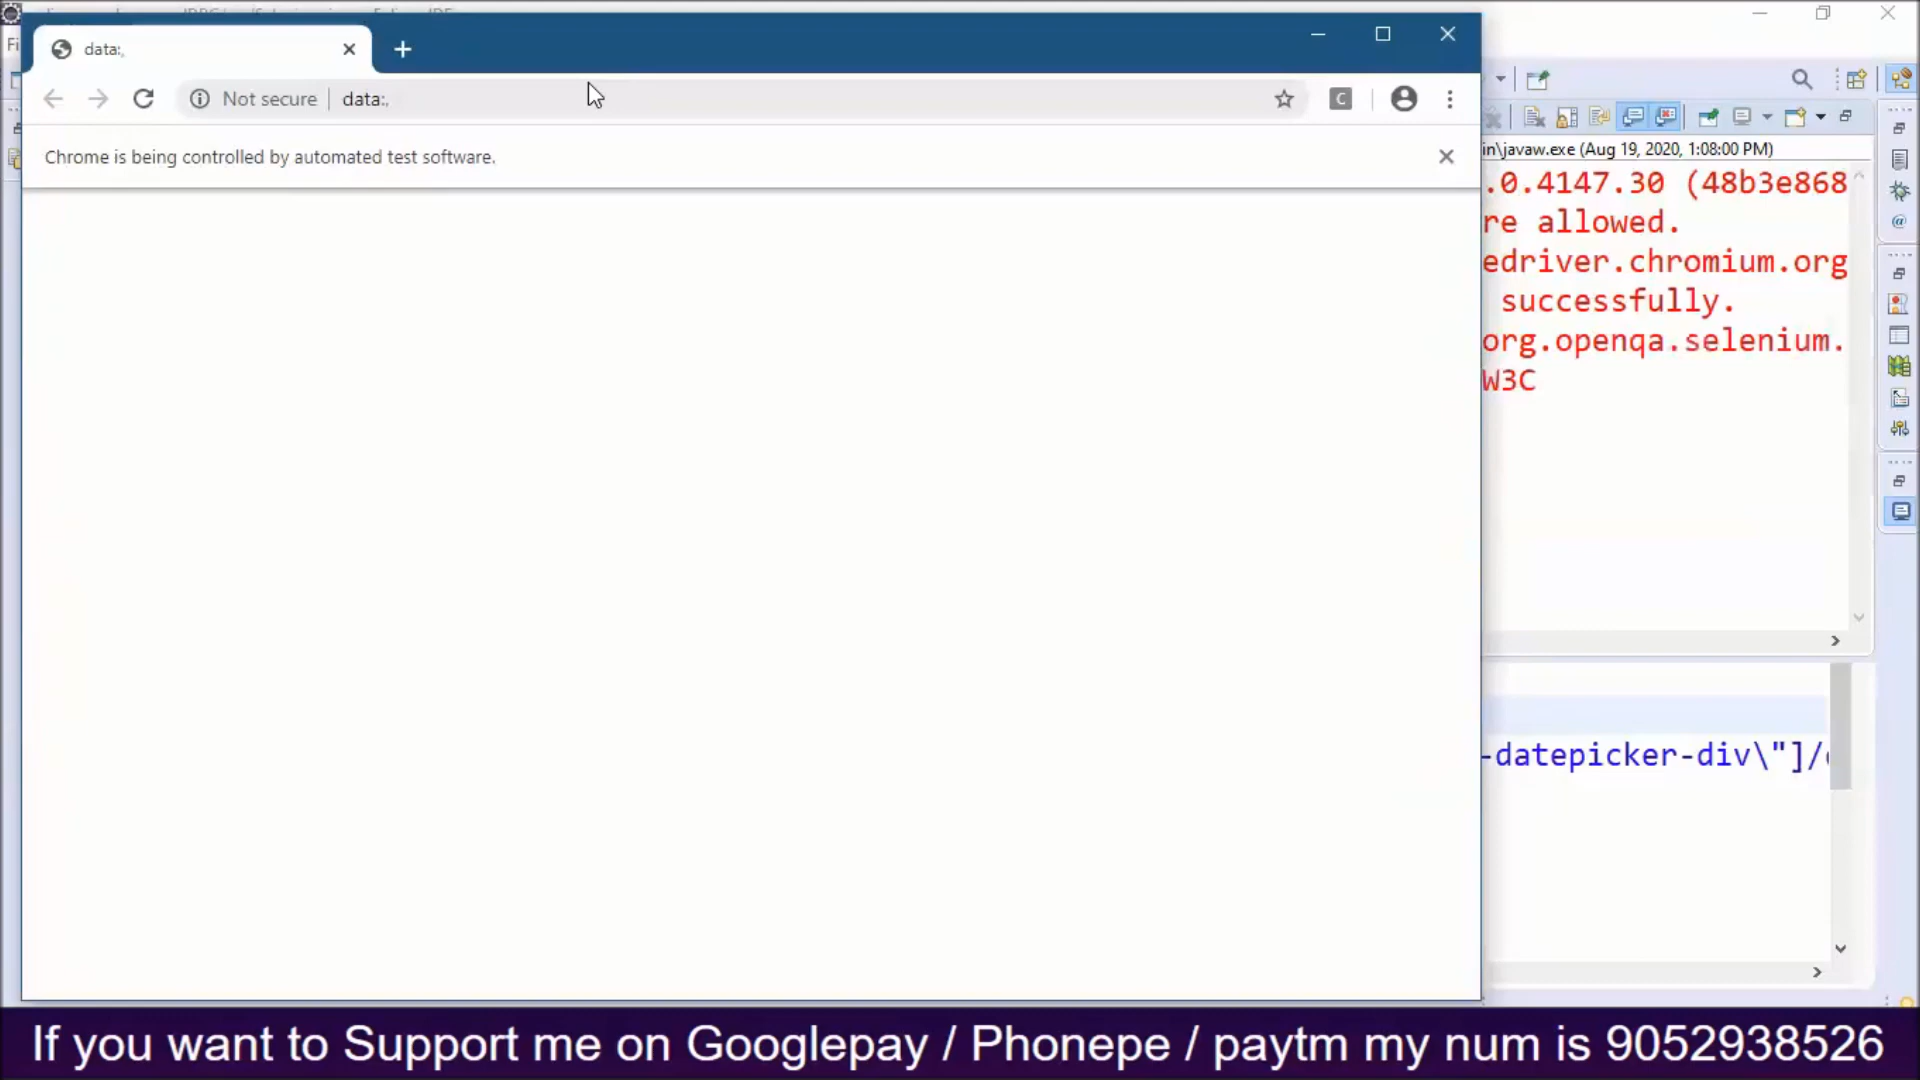 data:,
Not secure
data:,
C
Chrome is being controlled by automated test software.
in\javaw.exe (Aug 19, 2020, 1:08:00 PM)
.0.4147.30 (48b3e868
re allowed.
edriver.chromium.org
successfully.
org.openqa.selenium.
W3C
-datepicker-div\"]/
If you want to Support me on Googlepay / Phonepe / paytm my num is 9052938526